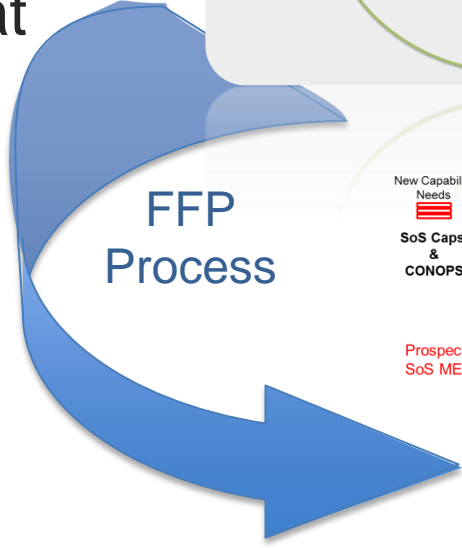 at
FFP
Process
New Capabil
Needs
SoS Caps
&
CONOPS
Prospec
SoS ME